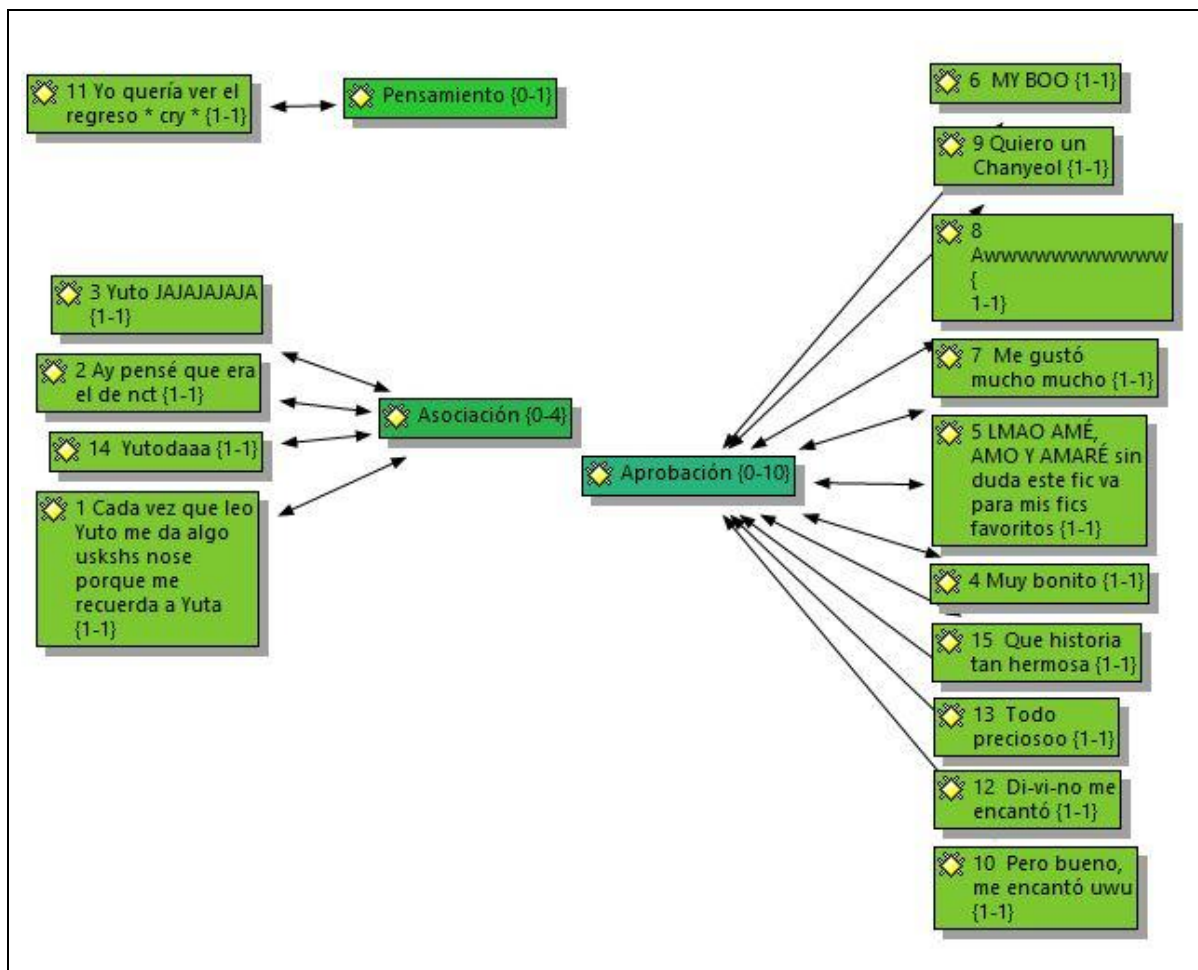 11 Yo quería ver el
regreso * cry * {1-1}
Pensamiento {0-1}
3 Yuto JAJAJAJAJA
{1-1}
2 Ay pensé que era
el de nct {1-1}
14 Yutodaaa {1-1}
1 Cada vez que leo
Yuto me da algo
uskshs nose
porque me
recuerda a Yuta
{1-1}
Asociación {0-4}
Aprobación {0-10}
6 MY BOO {1-1}
9 Quiero un
Chanyeol {1-1}
8
Awwwwwwwwwww
{
1-1}
7 Me gustó
mucho mucho {1-1}
5 LMAO AMÉ,
AMO Y AMARÉ sin
duda este fic va
para mis fics
favoritos {1-1}
4 Muy bonito {1-1}
15 Que historia
tan hermosa {1-1}
13 Todo
preciosoo {1-1}
12 Di-vi-no me
encantó {1-1}
10 Pero bueno,
me encantó uwu
{1-1}